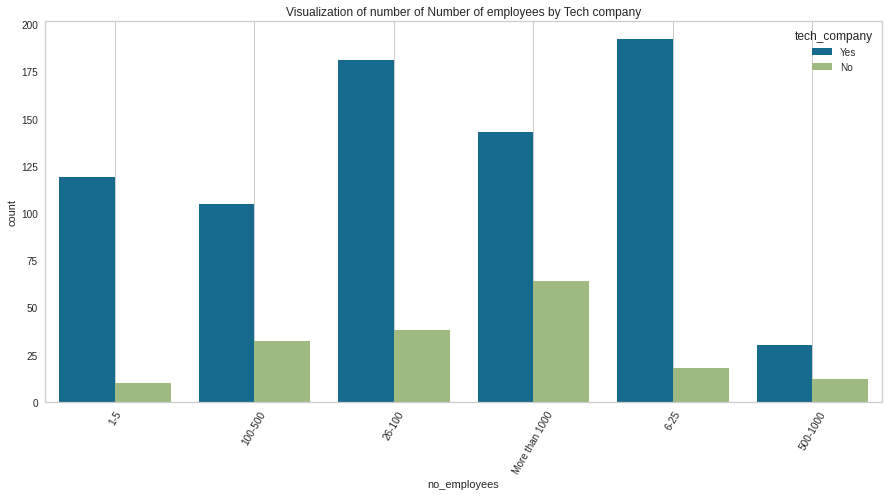 Visualization of number of Number of employees by Tech company
tech_company
Yes
No
200
175
150
125
100
75
50
25
0
count
1-5
100-500
26-100
More than 1000
6-25
500-1000
no_employees